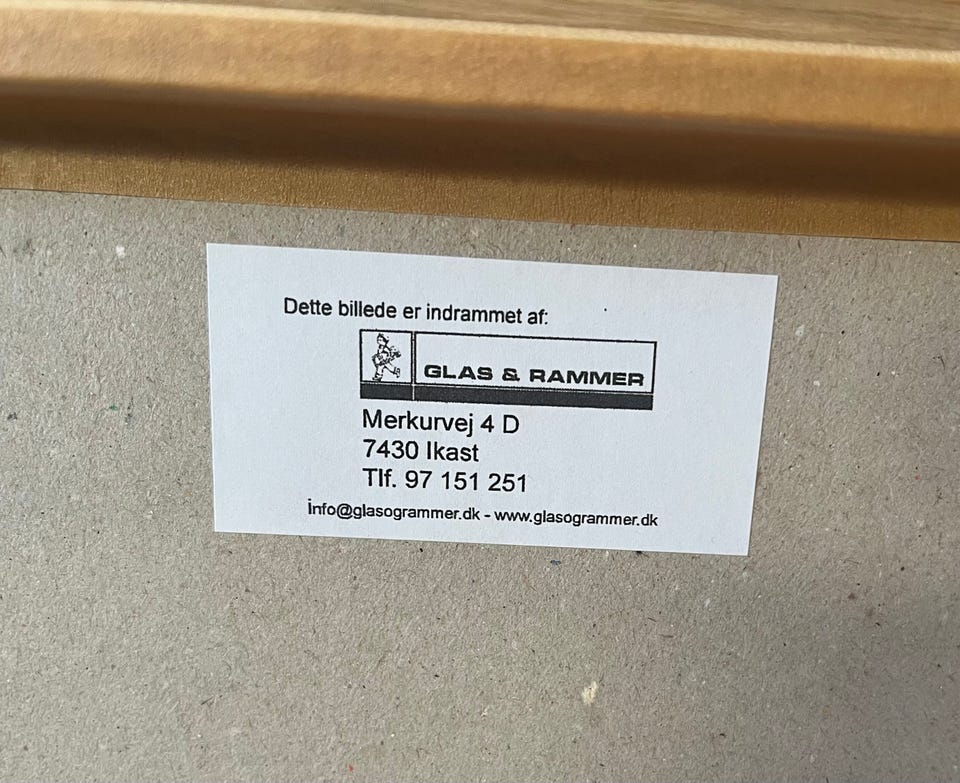 Dette billede er indrammet af:
GLAS & RAMMER
Merkurvej 4 D
7430 Ikast
Tlf. 97 151 251
info@glasogrammer.dk - www.glasogrammer.dk